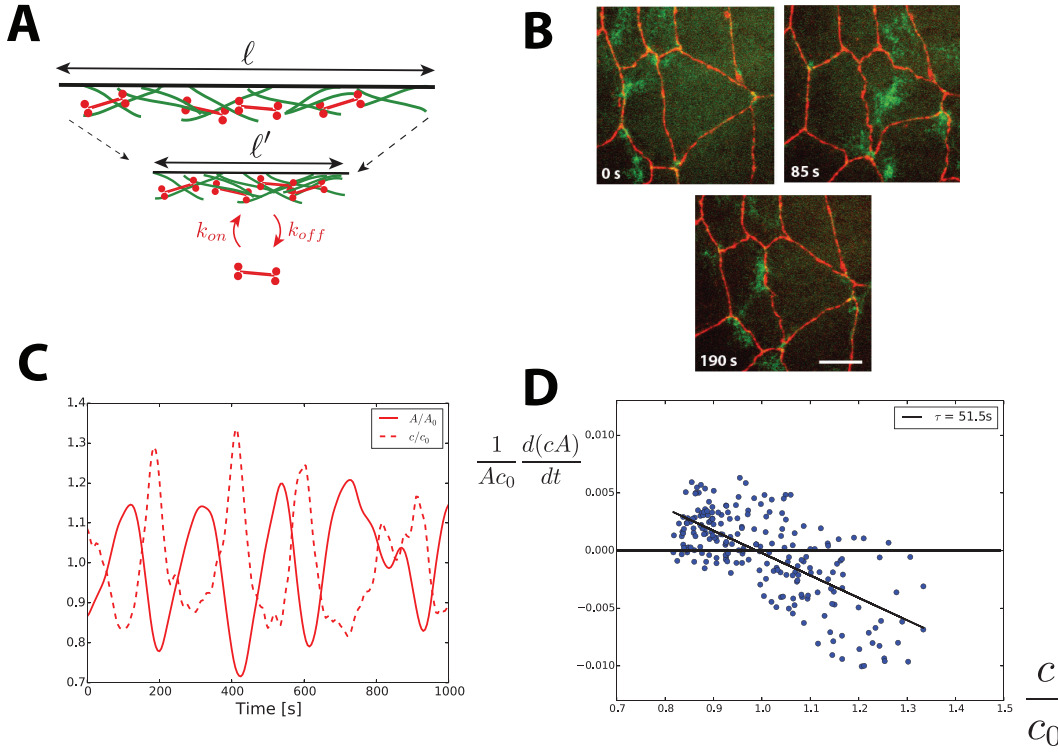 A
ℓ
ℓ′
k_on
k_off
B
0 s
85 s
190 s
C
1.4
1.3
1.2
1.1
1.0
0.9
0.8
0.7
0
200
400
600
800
1000
Time [s]
A/A_0
c/c_0
D
1/(Ac_0) d(cA)/dt
0.010
0.005
0.000
−0.005
−0.010
0.7
0.8
0.9
1.0
1.1
1.2
1.3
1.4
1.5
τ = 51.5s
c/c_0